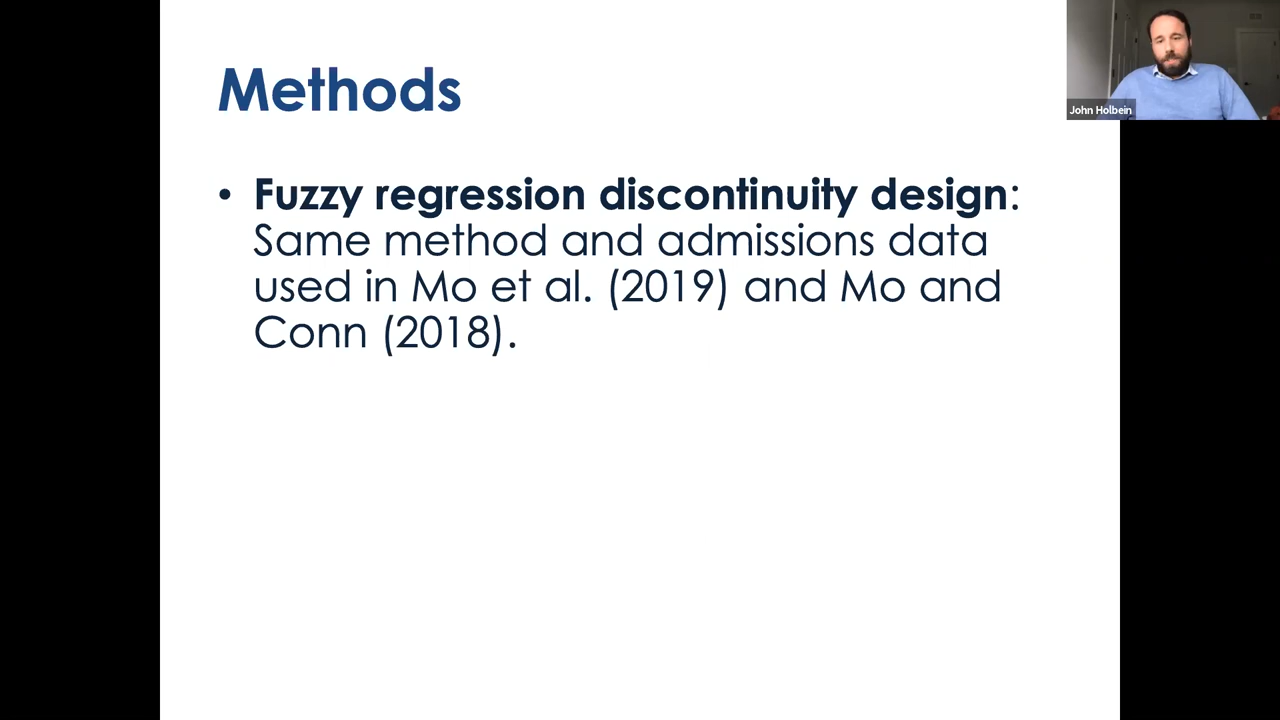 Methods
• Fuzzy regression discontinuity design:
Same method and admissions data
used in Mo et al. (2019) and Mo and
Conn (2018).
John Holbein